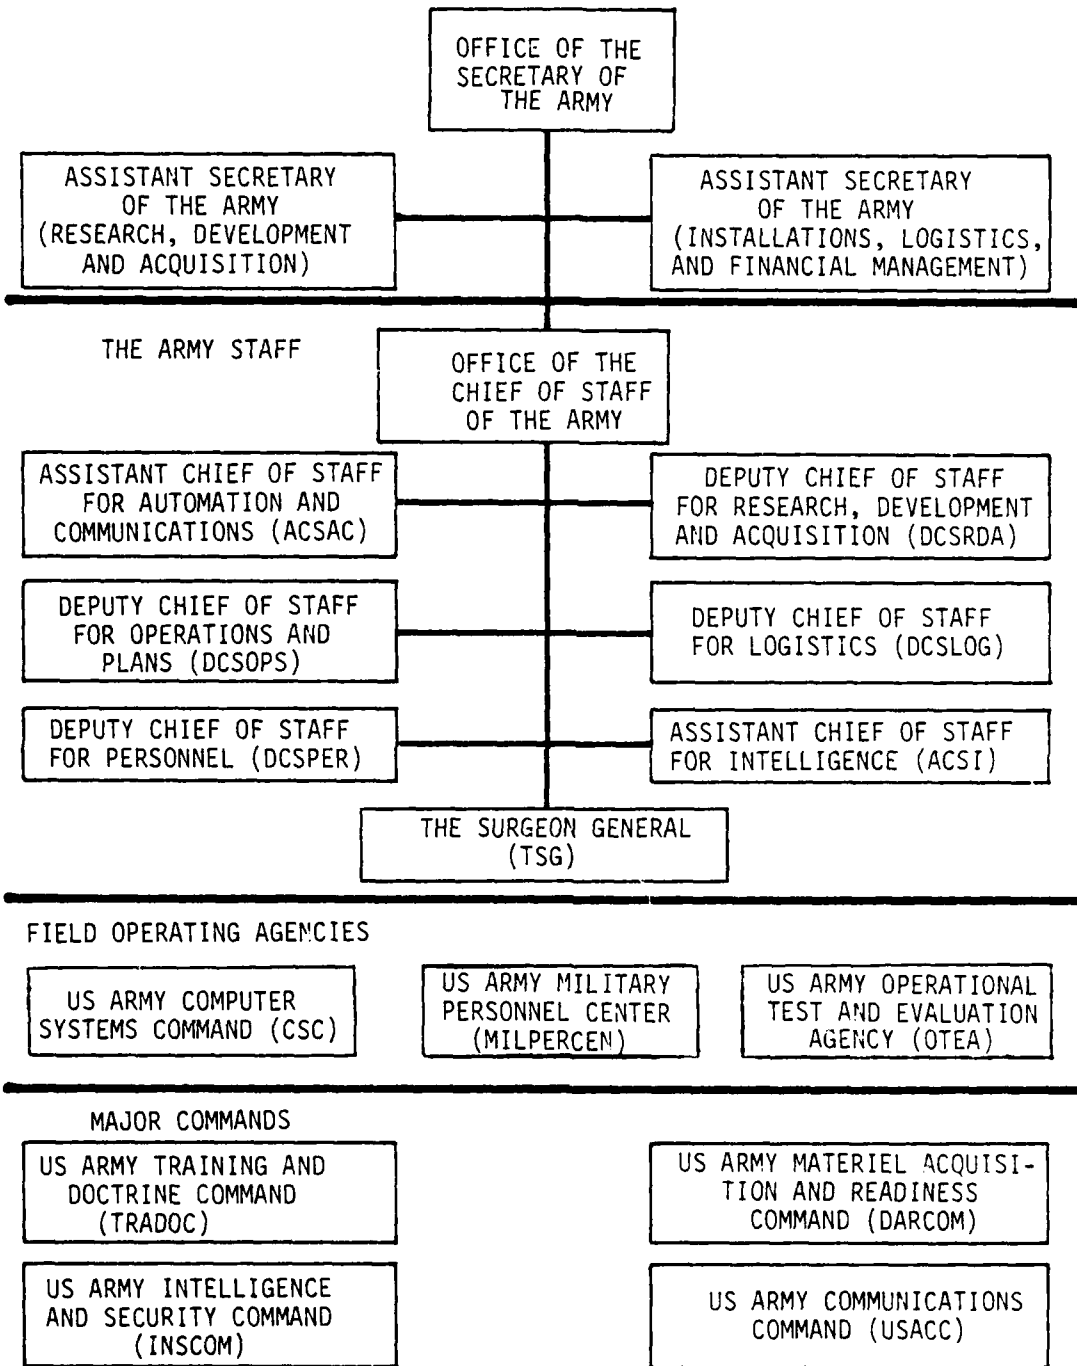 OFFICE OF THE
SECRETARY OF
THE ARMY
ASSISTANT SECRETARY
OF THE ARMY
(RESEARCH, DEVELOPMENT
AND ACQUISITION)
ASSISTANT SECRETARY
OF THE ARMY
(INSTALLATIONS, LOGISTICS,
AND FINANCIAL MANAGEMENT)
THE ARMY STAFF
OFFICE OF THE
CHIEF OF STAFF
OF THE ARMY
ASSISTANT CHIEF OF STAFF
FOR AUTOMATION AND
COMMUNICATIONS (ACSAC)
DEPUTY CHIEF OF STAFF
FOR RESEARCH, DEVELOPMENT
AND ACQUISITION (DCSRDA)
DEPUTY CHIEF OF STAFF
FOR OPERATIONS AND
PLANS (DCSOPS)
DEPUTY CHIEF OF STAFF
FOR LOGISTICS (DCSLOG)
DEPUTY CHIEF OF STAFF
FOR PERSONNEL (DCSPER)
ASSISTANT CHIEF OF STAFF
FOR INTELLIGENCE (ACSI)
THE SURGEON GENERAL
(TSG)
FIELD OPERATING AGENCIES
US ARMY COMPUTER
SYSTEMS COMMAND (CSC)
US ARMY MILITARY
PERSONNEL CENTER
(MILPERCEN)
US ARMY OPERATIONAL
TEST AND EVALUATION
AGENCY (OTEA)
MAJOR COMMANDS
US ARMY TRAINING AND
DOCTRINE COMMAND
(TRADOC)
US ARMY MATERIEL ACQUISI-
TION AND READINESS
COMMAND (DARCOM)
US ARMY INTELLIGENCE
AND SECURITY COMMAND
(INSCOM)
US ARMY COMMUNICATIONS
COMMAND (USACC)